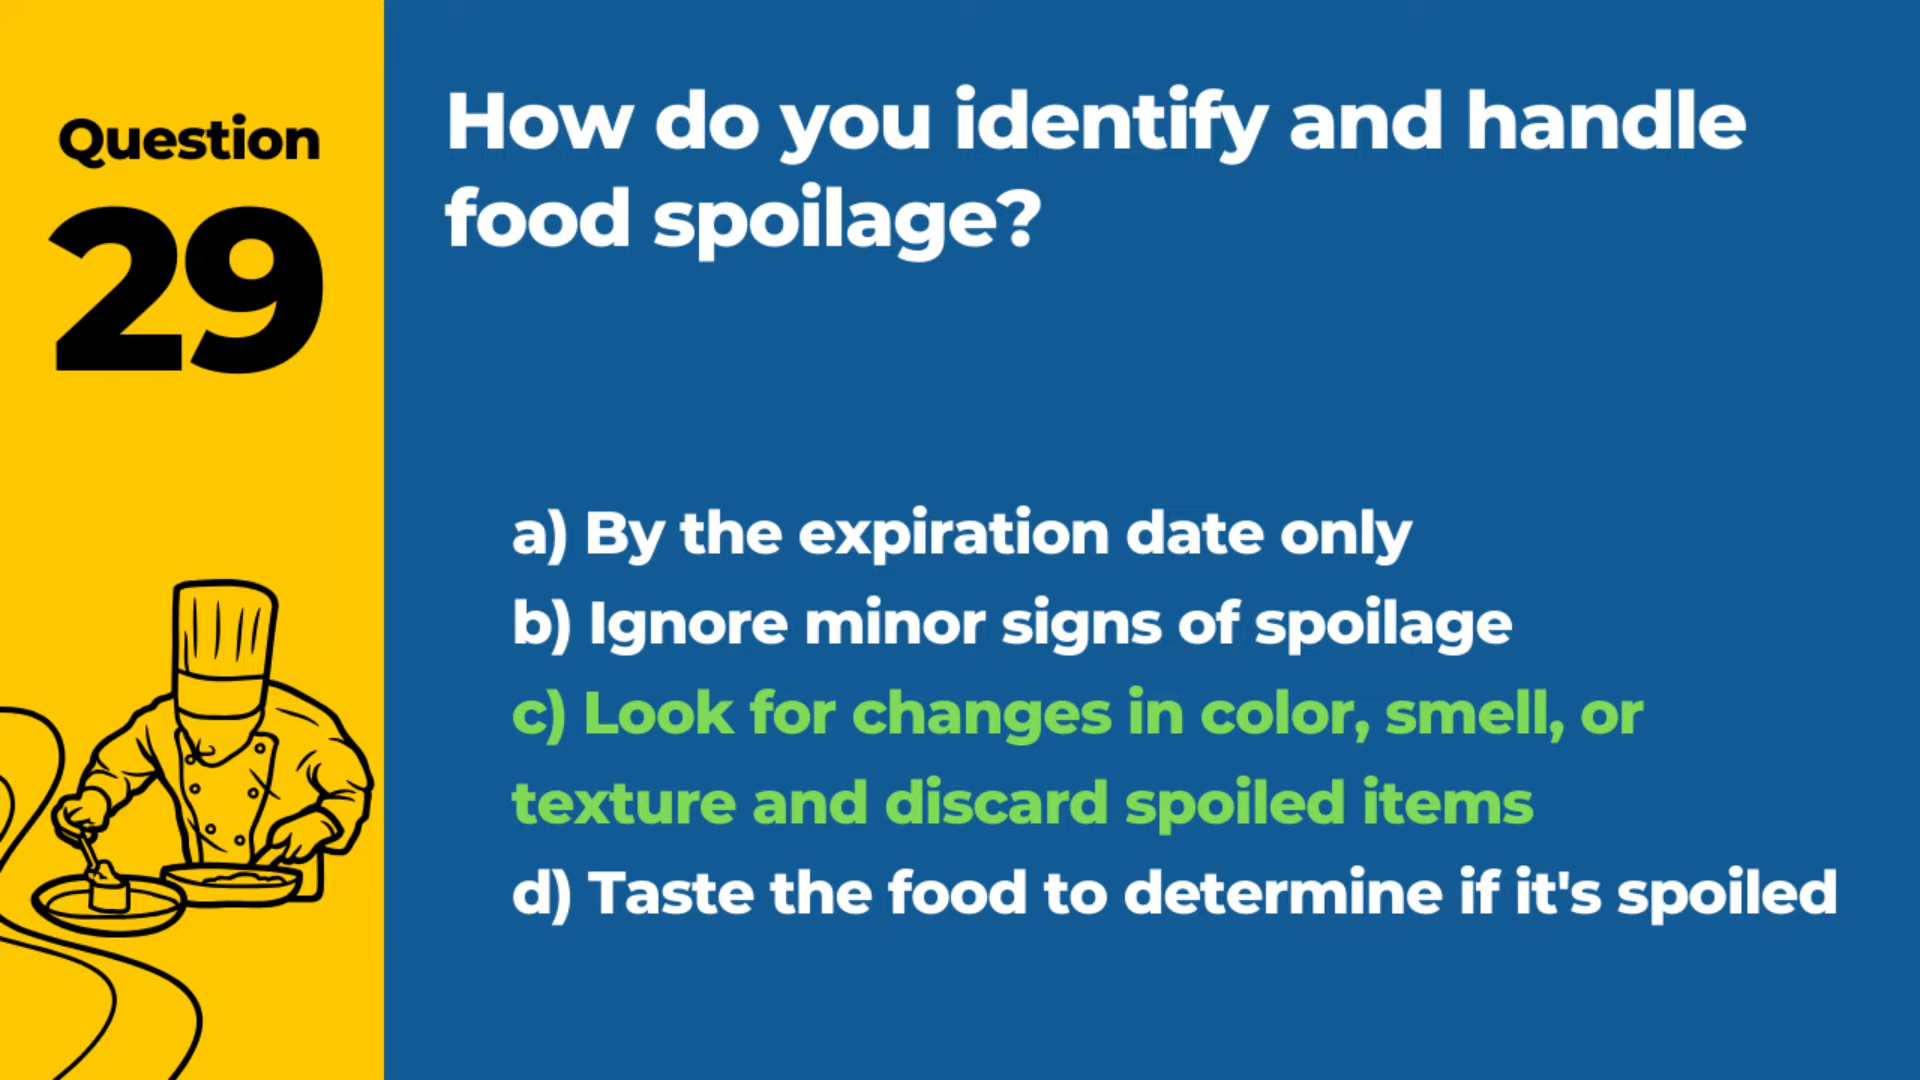 Question
29
How do you identify and handle
food spoilage?
a) By the expiration date only
b) Ignore minor signs of spoilage
c) Look for changes in color, smell, or
texture and discard spoiled items
d) Taste the food to determine if it's spoiled